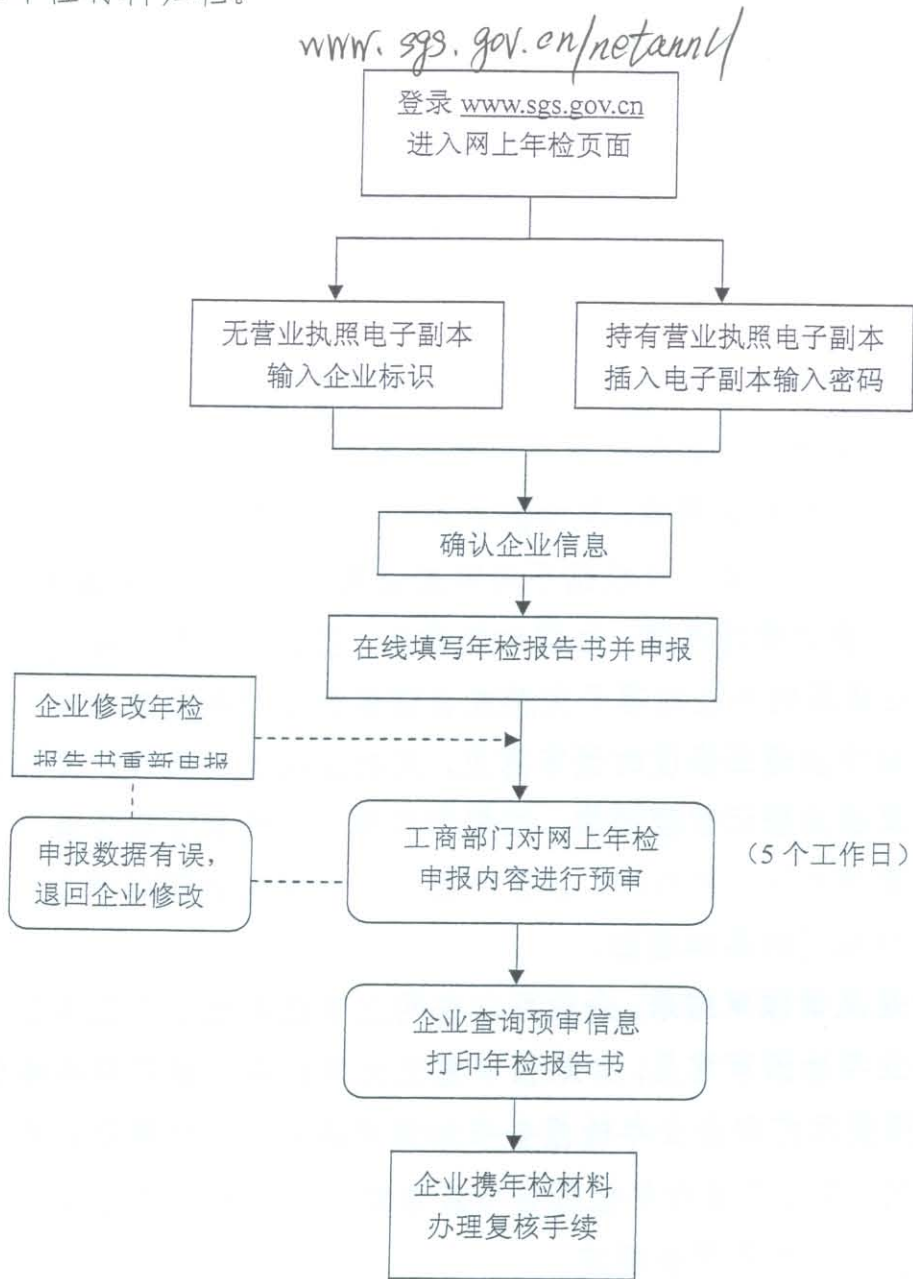 www.sgs.gov.cn/netannl/
登录 www.sgs.gov.cn
进入网上年检页面
无营业执照电子副本
输入企业标识
持有营业执照电子副本
插入电子副本输入密码
确认企业信息
在线填写年检报告书并申报
企业修改年检
报告书重新申报
申报数据有误，
退回企业修改
工商部门对网上年检
申报内容进行预审
（5 个工作日）
企业查询预审信息
打印年检报告书
企业携年检材料
办理复核手续